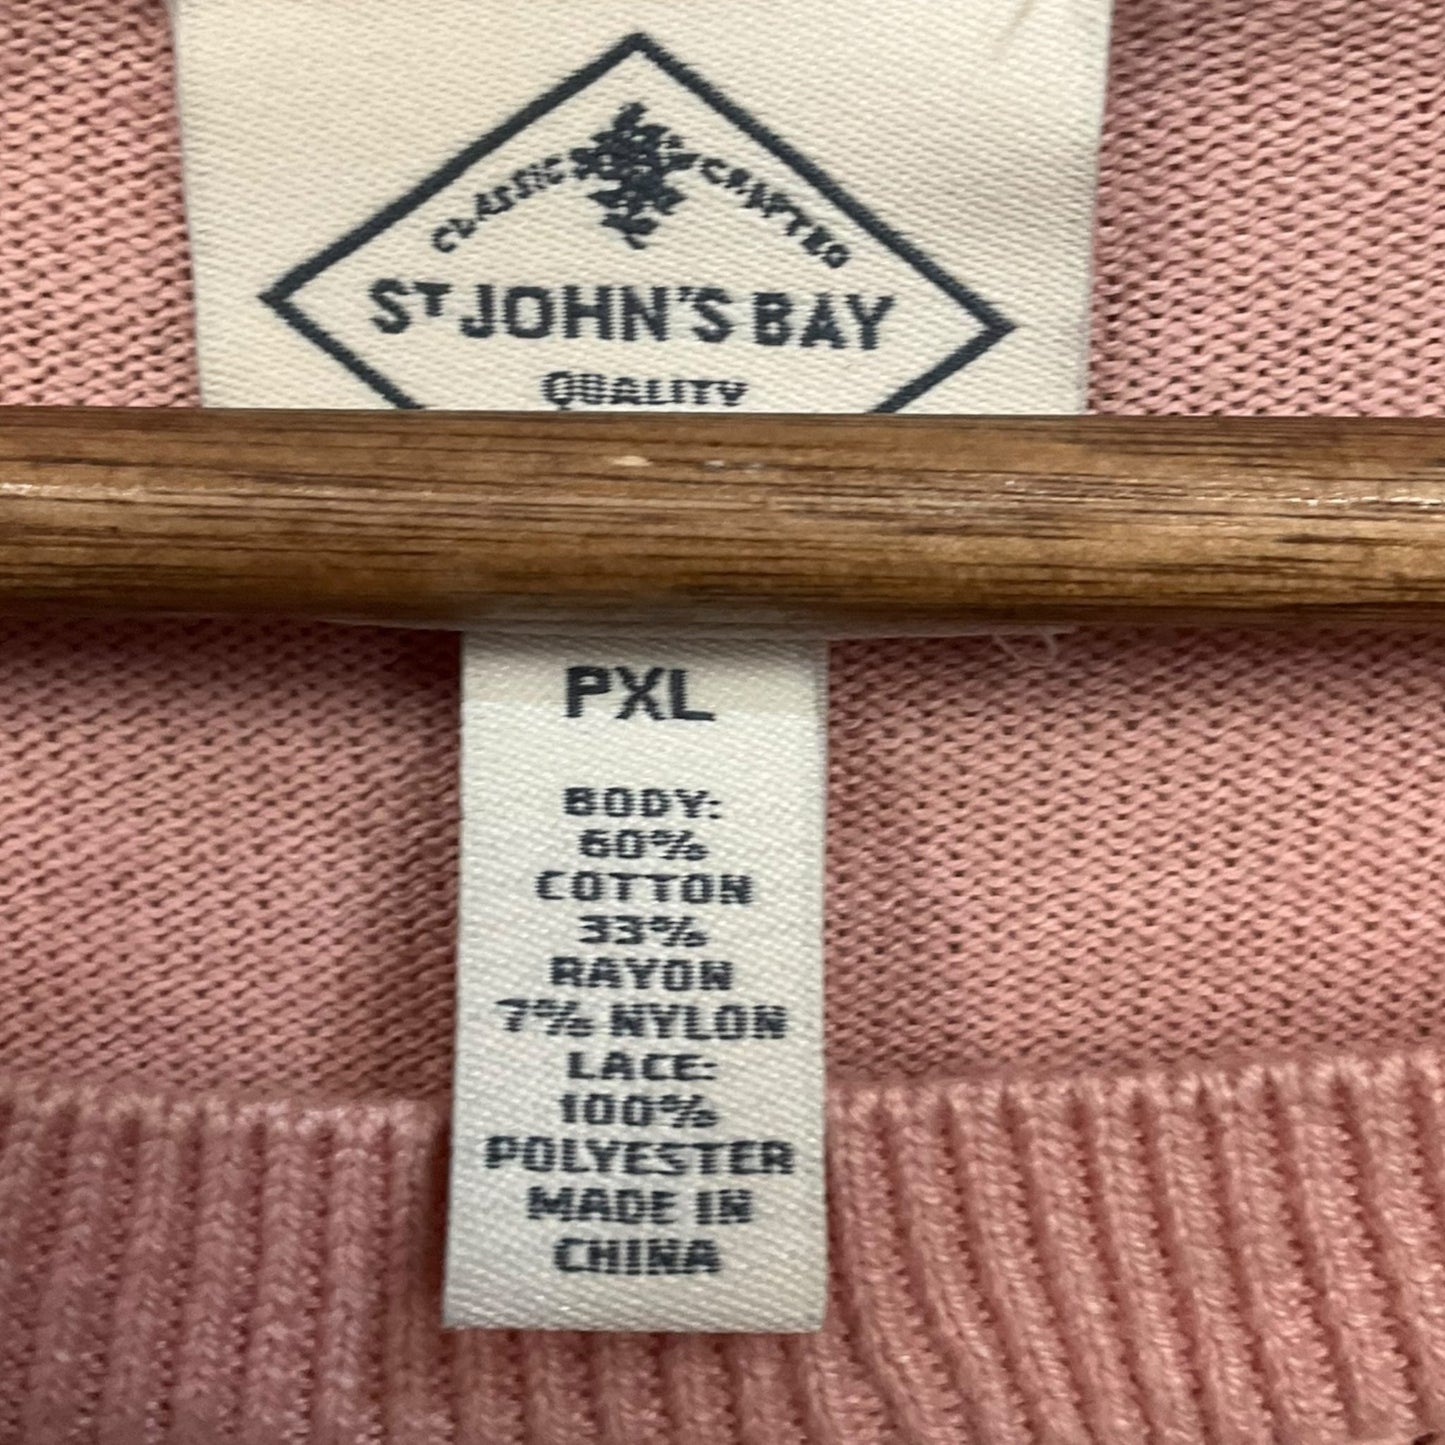 CLASSIC CRAFTED
ST JOHN'S BAY
QUALITY
PXL
BODY:
60%
COTTON
33%
RAYON
7% NYLON
LACE:
100%
POLYESTER
MADE IN
CHINA